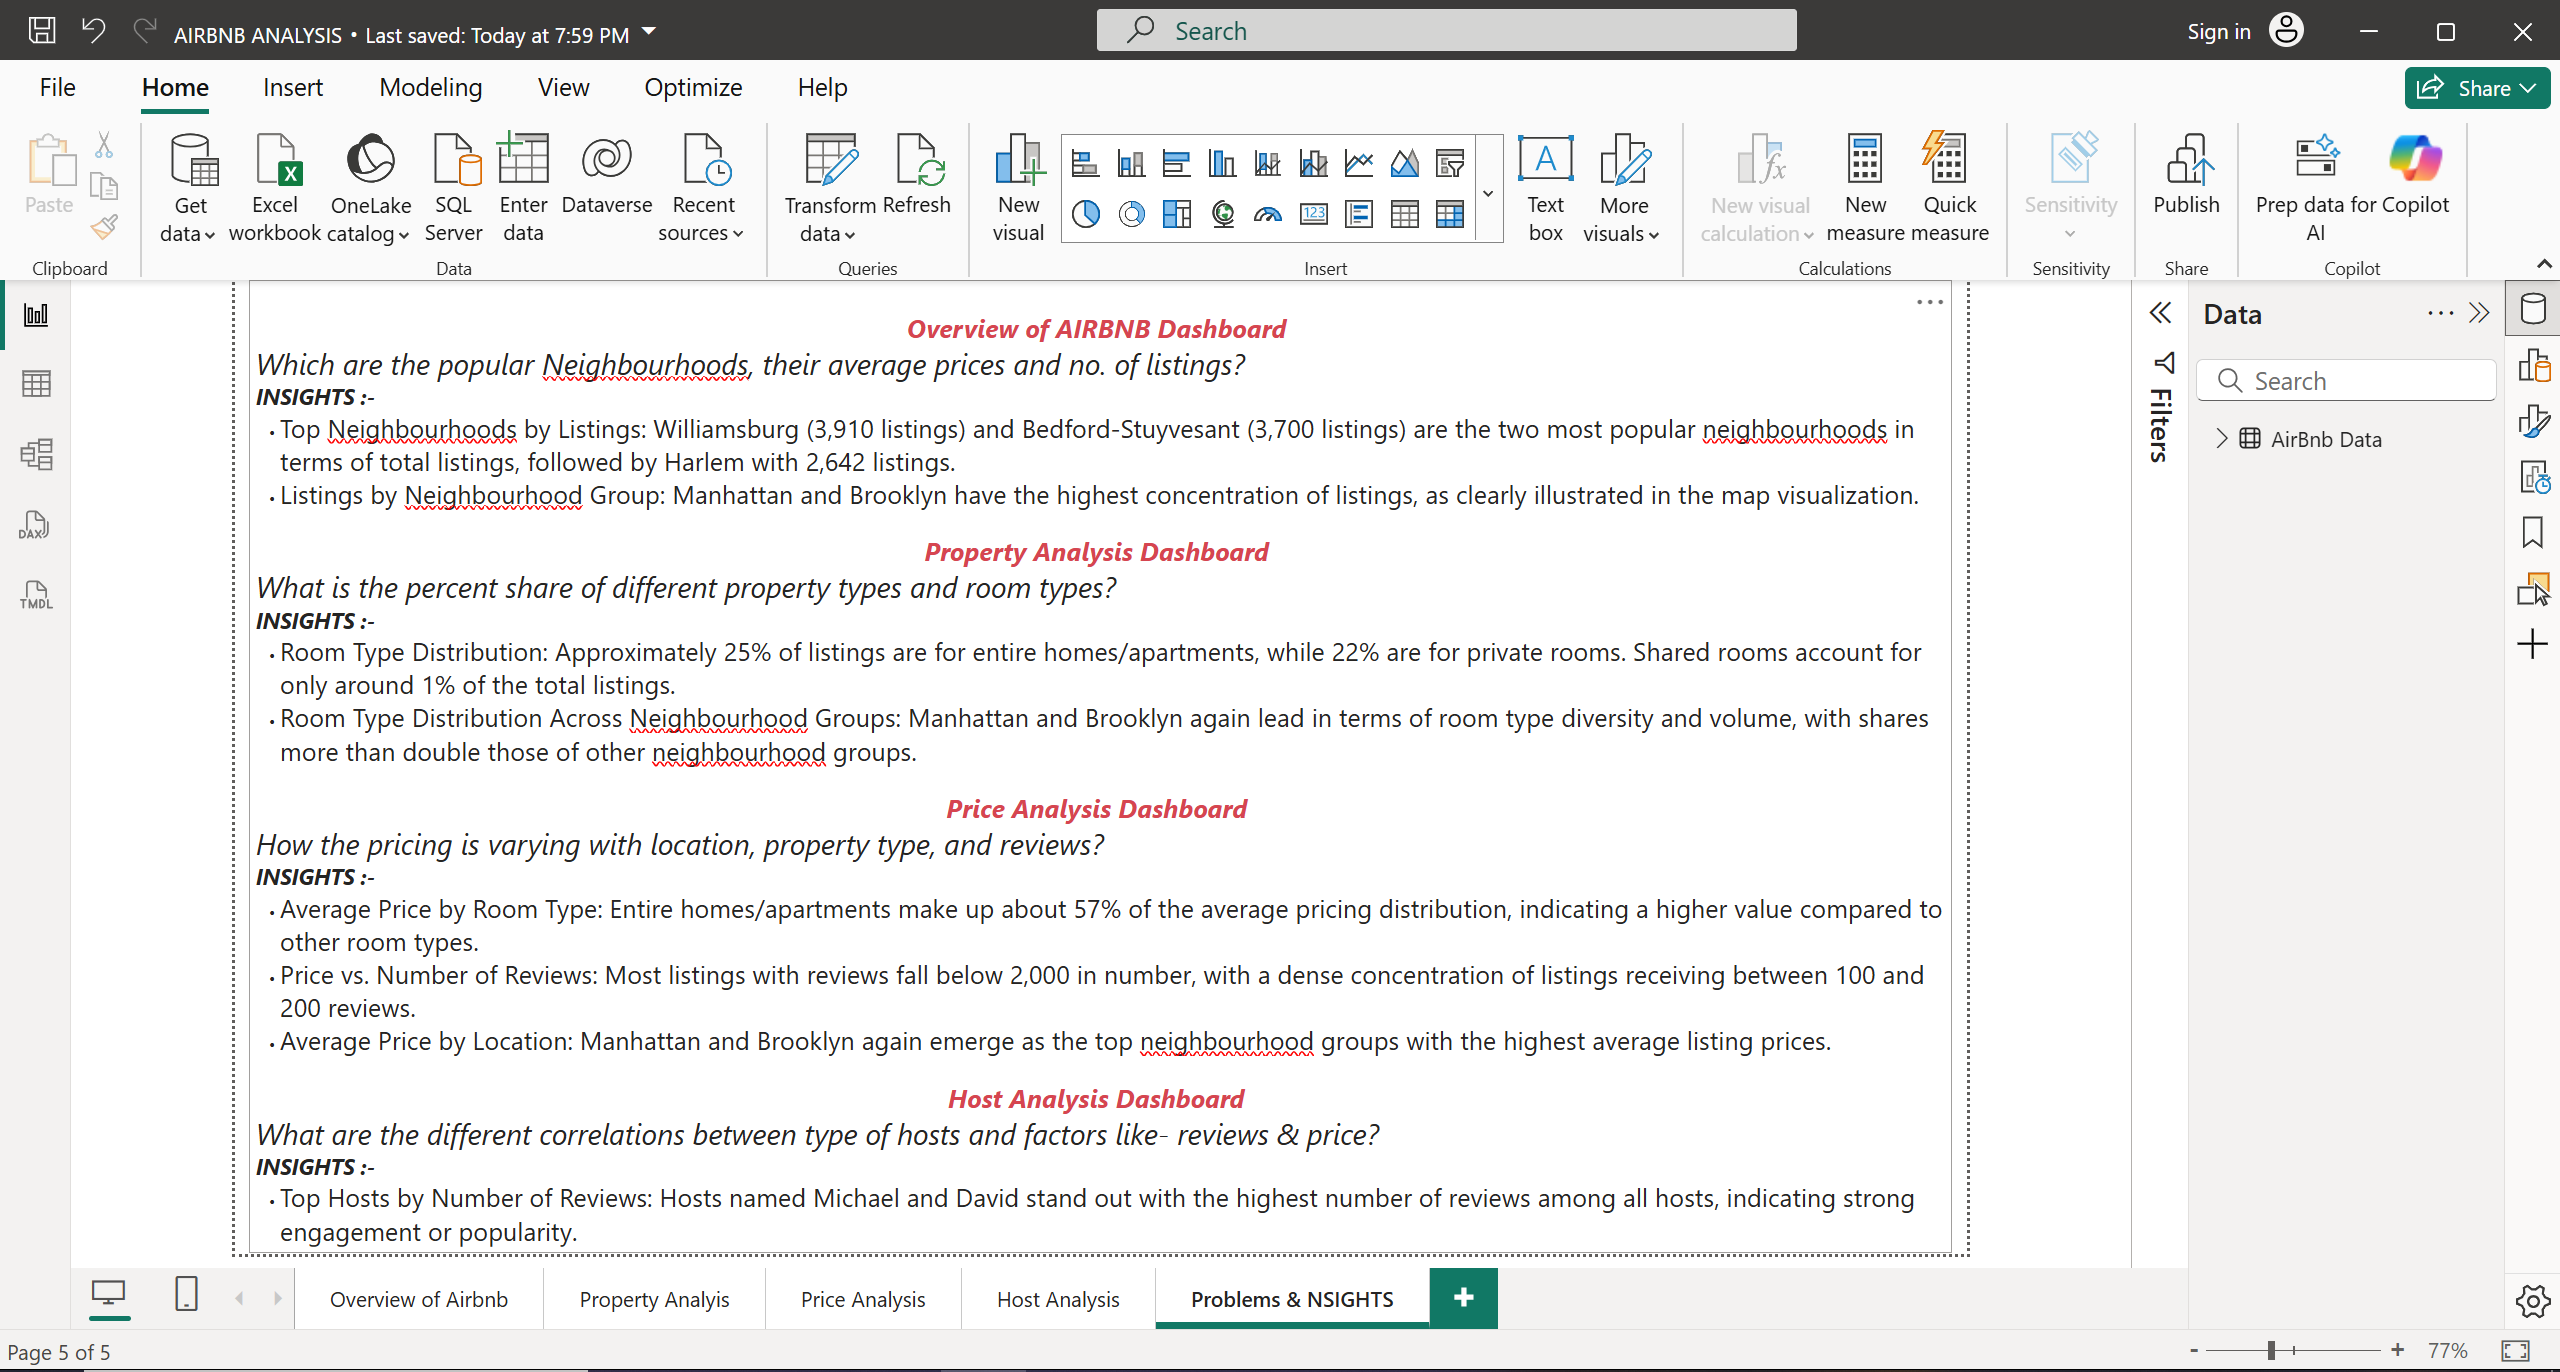 AIRBNB ANALYSIS • Last saved: Today at 7:59 PM
Search
Sign in
File Home Insert Modeling View Optimize Help
Share
Paste
Get data
Excel workbook
OneLake catalog
SQL Server
Enter data
Dataverse
Recent sources
Transform data
Refresh
New visual
123
A
Text box
More visuals
New visual calculation
New measure
Quick measure
Sensitivity
Publish
Prep data for AI
Copilot
Clipboard
Data
Queries
Insert
Calculations
Sensitivity
Share
Copilot
DAX
TMDL
Overview of AIRBNB Dashboard
Which are the popular Neighbourhoods, their average prices and no. of listings?
INSIGHTS :-
• Top Neighbourhoods by Listings: Williamsburg (3,910 listings) and Bedford-Stuyvesant (3,700 listings) are the two most popular neighbourhoods in
terms of total listings, followed by Harlem with 2,642 listings.
• Listings by Neighbourhood Group: Manhattan and Brooklyn have the highest concentration of listings, as clearly illustrated in the map visualization.
Property Analysis Dashboard
What is the percent share of different property types and room types?
INSIGHTS :-
• Room Type Distribution: Approximately 25% of listings are for entire homes/apartments, while 22% are for private rooms. Shared rooms account for
only around 1% of the total listings.
• Room Type Distribution Across Neighbourhood Groups: Manhattan and Brooklyn again lead in terms of room type diversity and volume, with shares
more than double those of other neighbourhood groups.
Price Analysis Dashboard
How the pricing is varying with location, property type, and reviews?
INSIGHTS :-
• Average Price by Room Type: Entire homes/apartments make up about 57% of the average pricing distribution, indicating a higher value compared to
other room types.
• Price vs. Number of Reviews: Most listings with reviews fall below 2,000 in number, with a dense concentration of listings receiving between 100 and
200 reviews.
• Average Price by Location: Manhattan and Brooklyn again emerge as the top neighbourhood groups with the highest average listing prices.
Host Analysis Dashboard
What are the different correlations between type of hosts and factors like- reviews & price?
INSIGHTS :-
• Top Hosts by Number of Reviews: Hosts named Michael and David stand out with the highest number of reviews among all hosts, indicating strong
engagement or popularity.
Filters
Data
Search
AirBnb Data
Overview of Airbnb
Property Analyis
Price Analysis
Host Analysis
Problems & NSIGHTS
Page 5 of 5
- + 77%